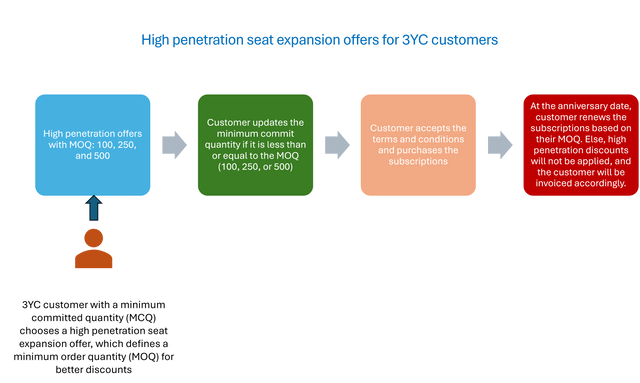 High penetration seat expansion offers for 3YC customers
High penetration offers
with MOQ: 100, 250,
and 500
Customer updates the
minimum commit
quantity if it is less than
or equal to the MOQ
(100, 250, or 500)
Customer accepts the
terms and conditions
and purchases the
subscriptions
At the anniversary date,
customer renews the
subscriptions based on
their MOQ. Else, high
penetration discounts
will not be applied, and
the customer will be
invoiced accordingly.
3YC customer with a minimum
committed quantity (MCQ)
chooses a high penetration seat
expansion offer, which defines a
minimum order quantity (MOQ) for
better discounts